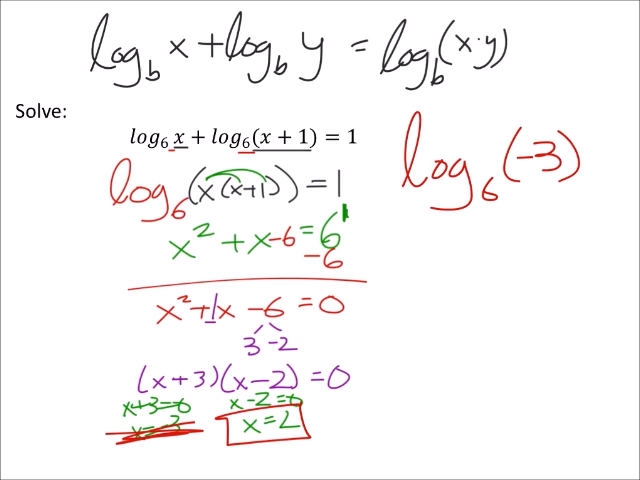 log_b x + log_b y = log_b (x·y)
Solve:
log₆ x + log₆(x + 1) = 1
log₆ (x(x+1)) = 1
log₆ (-3)
x² + x - 6 = 6¹
-6
x² + 1x - 6 = 0
3 -2
(x+3)(x-2) = 0
x+3=0 x-2=0
x=-3 x=2